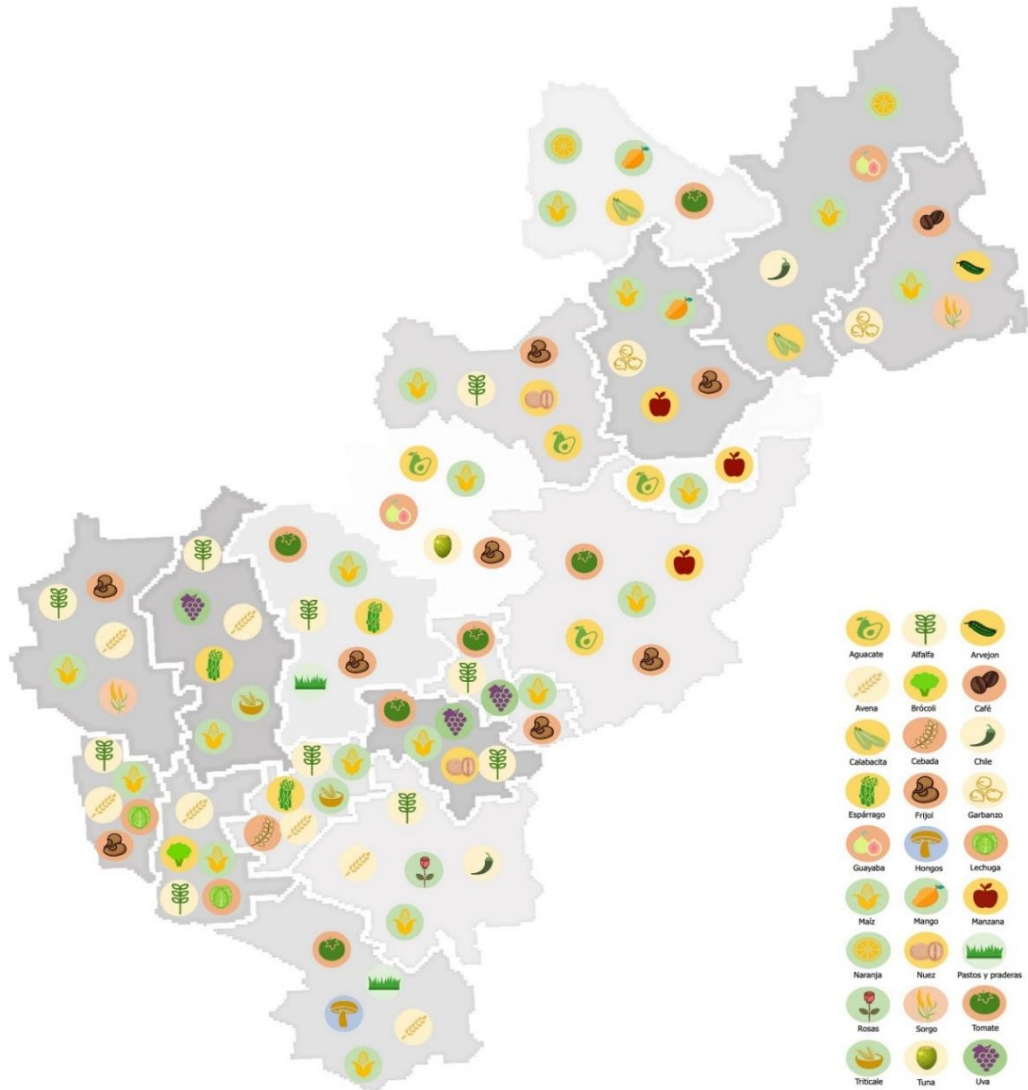 Aguacate Alfalfa Arvejon
Avena Brócoli Café
Calabacita Cebada Chile
Espárrago Frijol Garbanzo
Guayaba Hongos Lechuga
Maíz Mango Manzana
Naranja Nuez Pastos y praderas
Rosas Sorgo Tomate
Triticale Tuna Uva